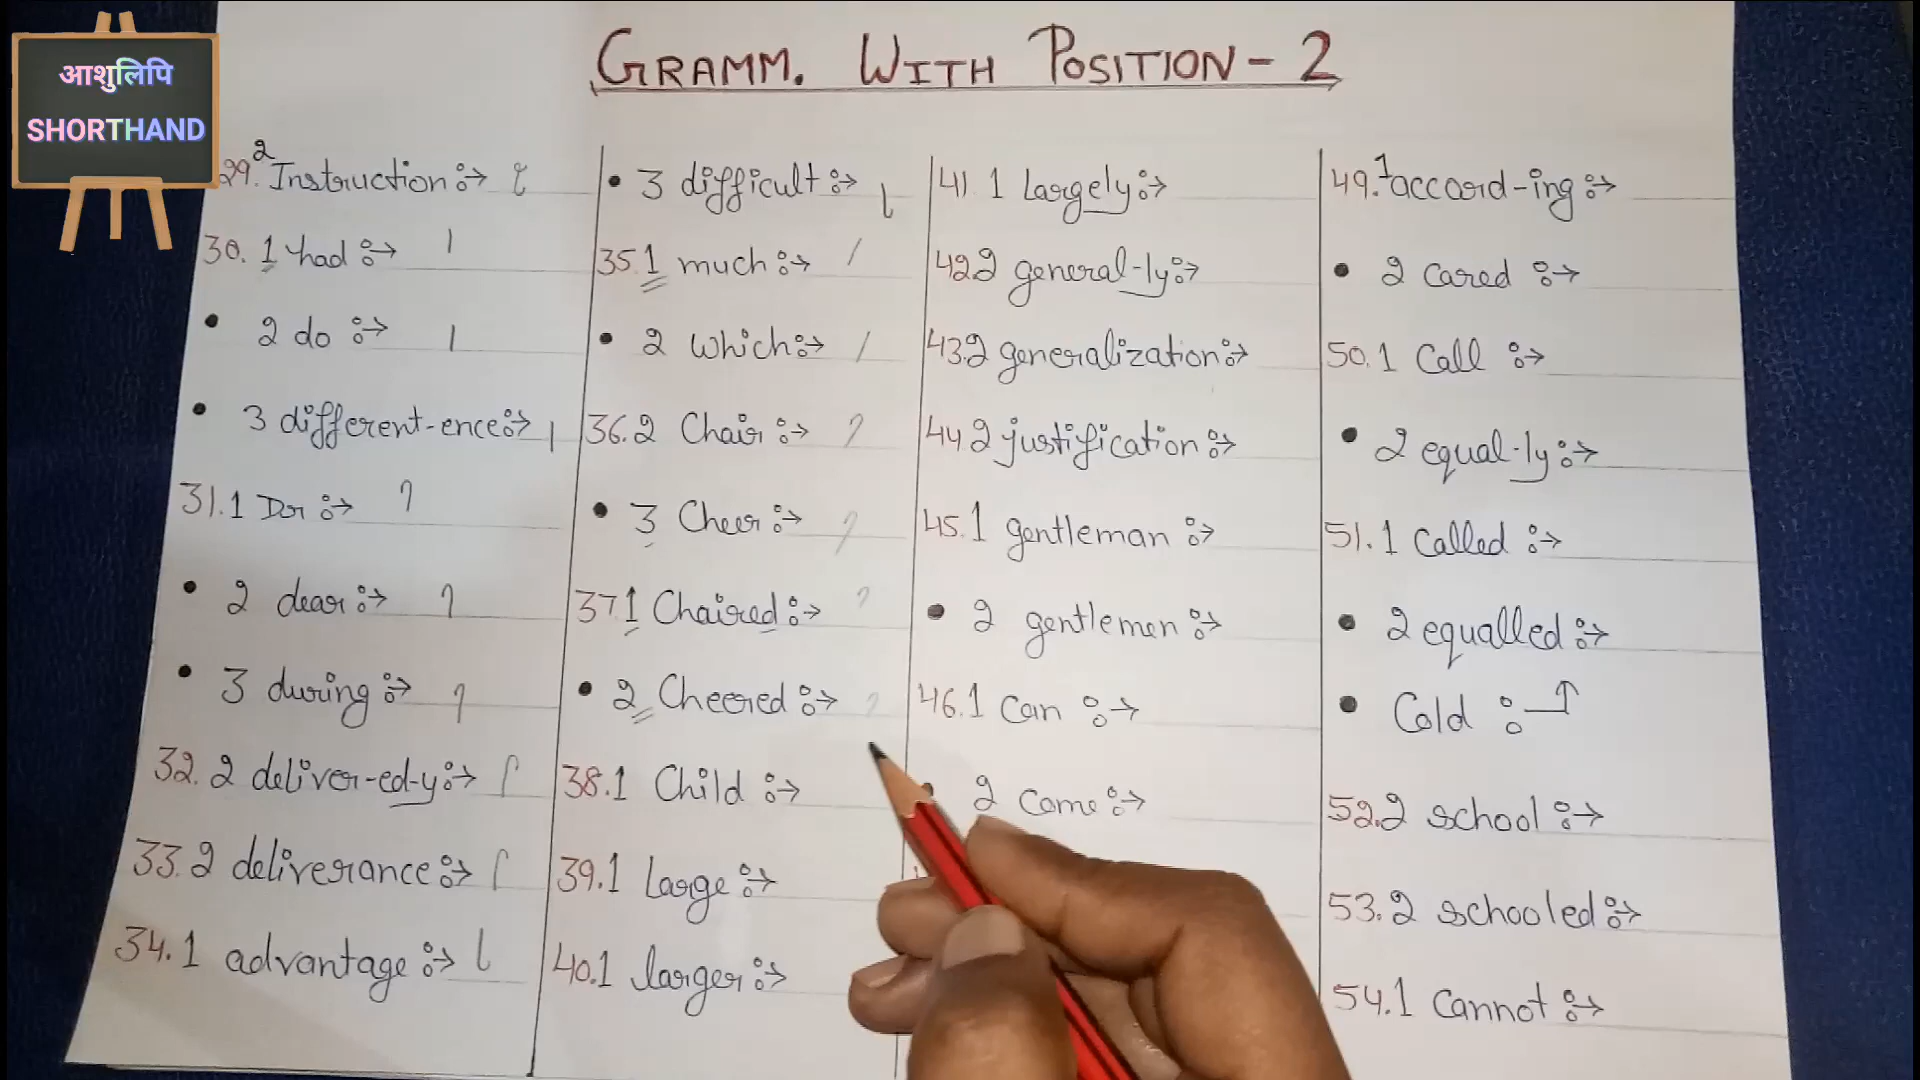 आशुलिपि
SHORTHAND
GRAMM. WITH POSITION - 2
29. 2 Instruction :→
30. 1 had :→
• 2 do :→
• 3 different-ence :→
31. 1 Dr :→
• 2 dear :→
• 3 during :→
32. 2 deliver-ed-y :→
33. 2 deliverance :→
34. 1 advantage :→
• 3 difficult :→
35. 1 much :→
• 2 which :→
36. 2 Chair :→
• 3 Cheer :→
37. 1 Chaired :→
• 2 Cheered :→
38. 1 Child :→
39. 1 large :→
40. 1 larger :→
41. 1 largely :→
42 2 general-ly :→
43. 2 generalization :→
44 2 justification :→
45. 1 gentleman :→
• 2 gentlemen :→
46. 1 Can :→
• 2 come :→
49. 1 accord-ing :→
• 2 cared :→
50. 1 Call :→
• 2 equal-ly :→
51. 1 Called :→
• 2 equalled :→
• Cold :→
52. 2 school :→
53. 2 schooled :→
54. 1 cannot :→